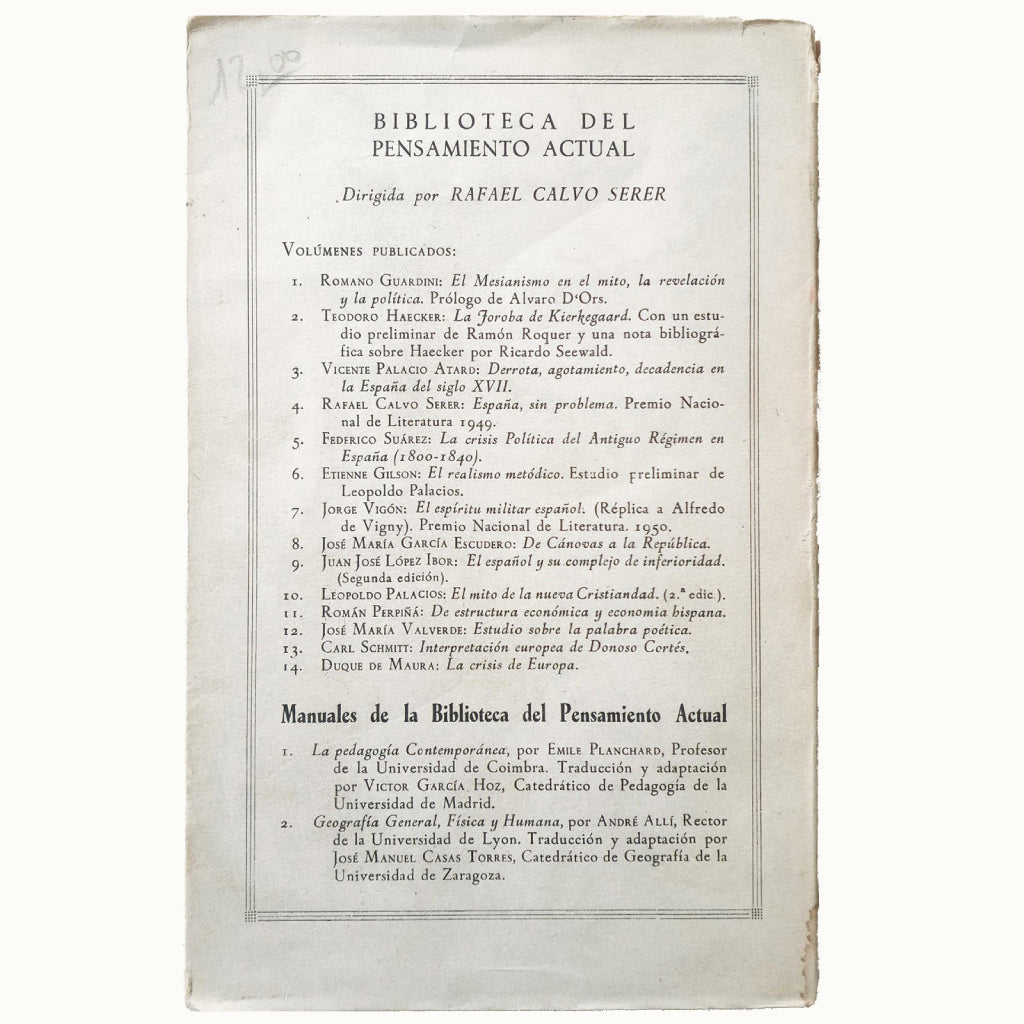 12,00
BIBLIOTECA DEL
PENSAMIENTO ACTUAL
Dirigida por RAFAEL CALVO SERER
VOLÚMENES PUBLICADOS:
1. ROMANO GUARDINI: El Mesianismo en el mito, la revelación
y la política. Prólogo de Alvaro D'Ors.
2. TEODORO HAECKER: La Joroba de Kierkegaard. Con un estu-
dio preliminar de Ramón Roquer y una nota bibliográ-
fica sobre Haecker por Ricardo Seewald.
3. VICENTE PALACIO ATARD: Derrota, agotamiento, decadencia en
la España del siglo XVII.
4. RAFAEL CALVO SERER: España, sin problema. Premio Nacio-
nal de Literatura 1949.
5. FEDERICO SUÁREZ: La crisis Política del Antiguo Régimen en
España (1800-1840).
6. ETIENNE GILSON: El realismo metódico. Estudio preliminar de
Leopoldo Palacios.
7. JORGE VIGÓN: El espíritu militar español. (Réplica a Alfredo
de Vigny). Premio Nacional de Literatura. 1950.
8. JOSÉ MARÍA GARCÍA ESCUDERO: De Cánovas a la República.
9. JUAN JOSÉ LÓPEZ IBOR: El español y su complejo de inferioridad.
(Segunda edición).
10. LEOPOLDO PALACIOS: El mito de la nueva Cristiandad. (2.ª edic.).
11. ROMÁN PERPIÑÁ: De estructura económica y economia hispana.
12. JOSÉ MARÍA VALVERDE: Estudio sobre la palabra poética.
13. CARL SCHMITT: Interpretación europea de Donoso Cortés.
14. DUQUE DE MAURA: La crisis de Europa.
Manuales de la Biblioteca del Pensamiento Actual
1. La pedagogía Contemporánea, por EMILE PLANCHARD, Profesor
de la Universidad de Coimbra. Traducción y adaptación
por VICTOR GARCÍA HOZ, Catedrático de Pedagogía de la
Universidad de Madrid.
2. Geografía General, Física y Humana, por ANDRÉ ALLÍ, Rector
de la Universidad de Lyon. Traducción y adaptación por
JOSÉ MANUEL CASAS TORRES, Catedrático de Geografía de la
Universidad de Zaragoza.